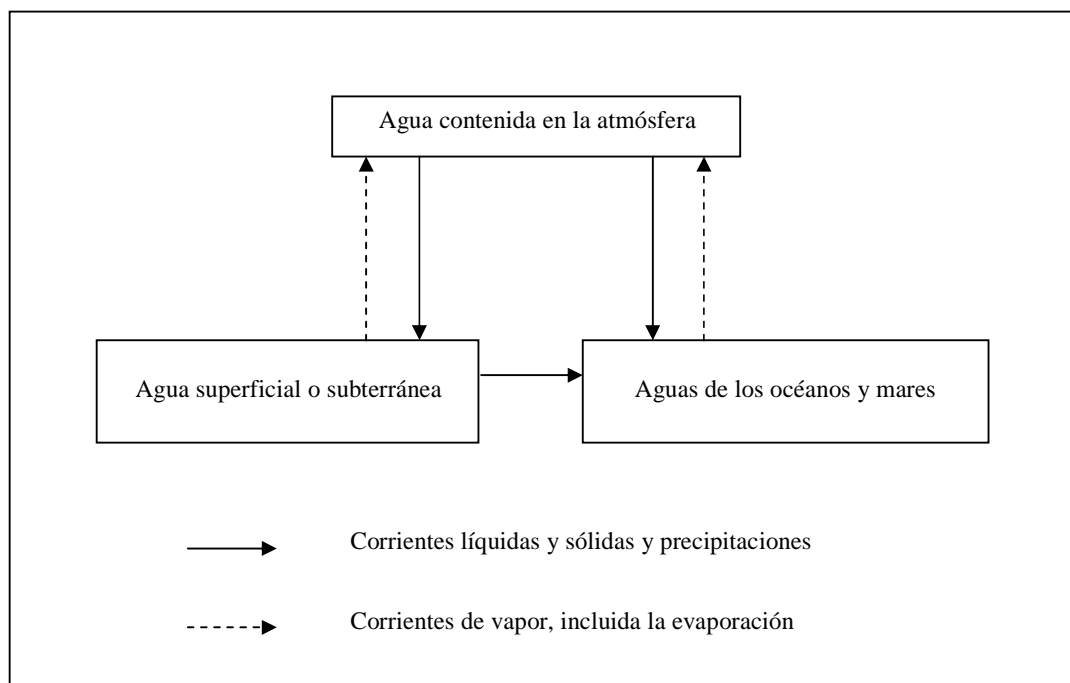 Agua contenida en la atmósfera
Agua superficial o subterránea
Aguas de los océanos y mares
Corrientes líquidas y sólidas y precipitaciones
Corrientes de vapor, incluida la evaporación